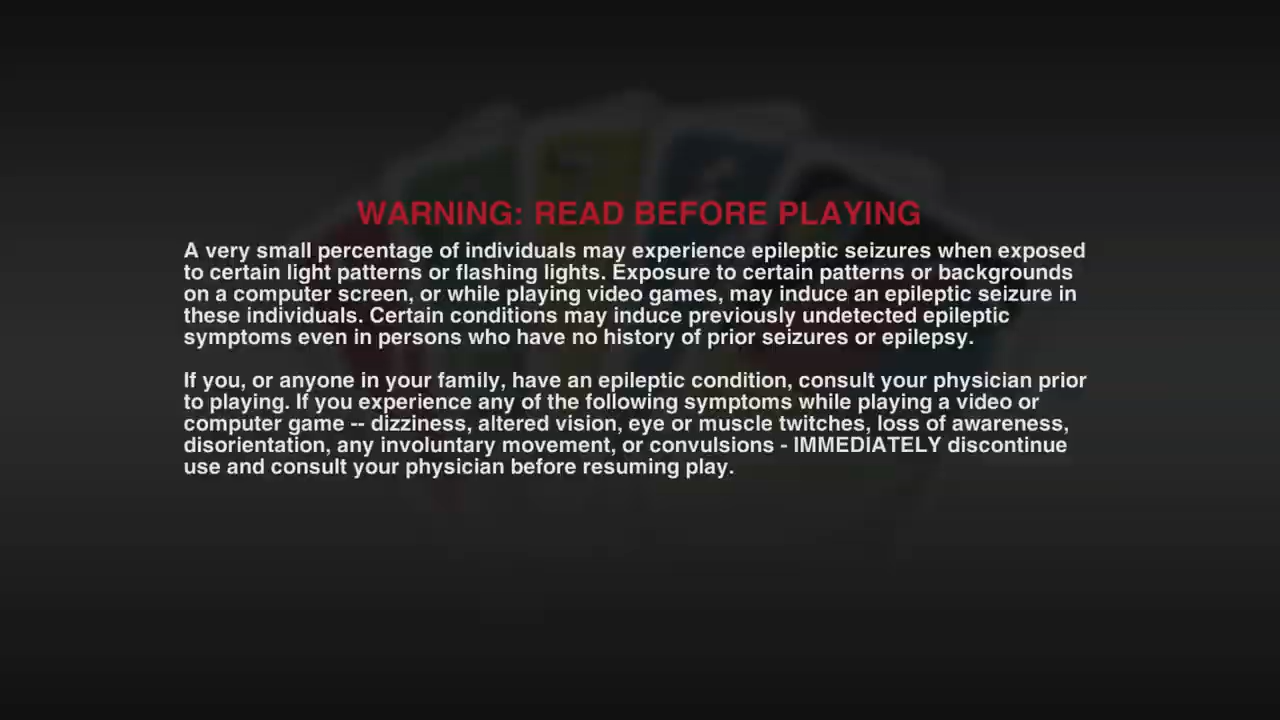 WARNING: READ BEFORE PLAYING
A very small percentage of individuals may experience epileptic seizures when exposed
to certain light patterns or flashing lights. Exposure to certain patterns or backgrounds
on a computer screen, or while playing video games, may induce an epileptic seizure in
these individuals. Certain conditions may induce previously undetected epileptic
symptoms even in persons who have no history of prior seizures or epilepsy.
If you, or anyone in your family, have an epileptic condition, consult your physician prior
to playing. If you experience any of the following symptoms while playing a video or
computer game -- dizziness, altered vision, eye or muscle twitches, loss of awareness,
disorientation, any involuntary movement, or convulsions - IMMEDIATELY discontinue
use and consult your physician before resuming play.